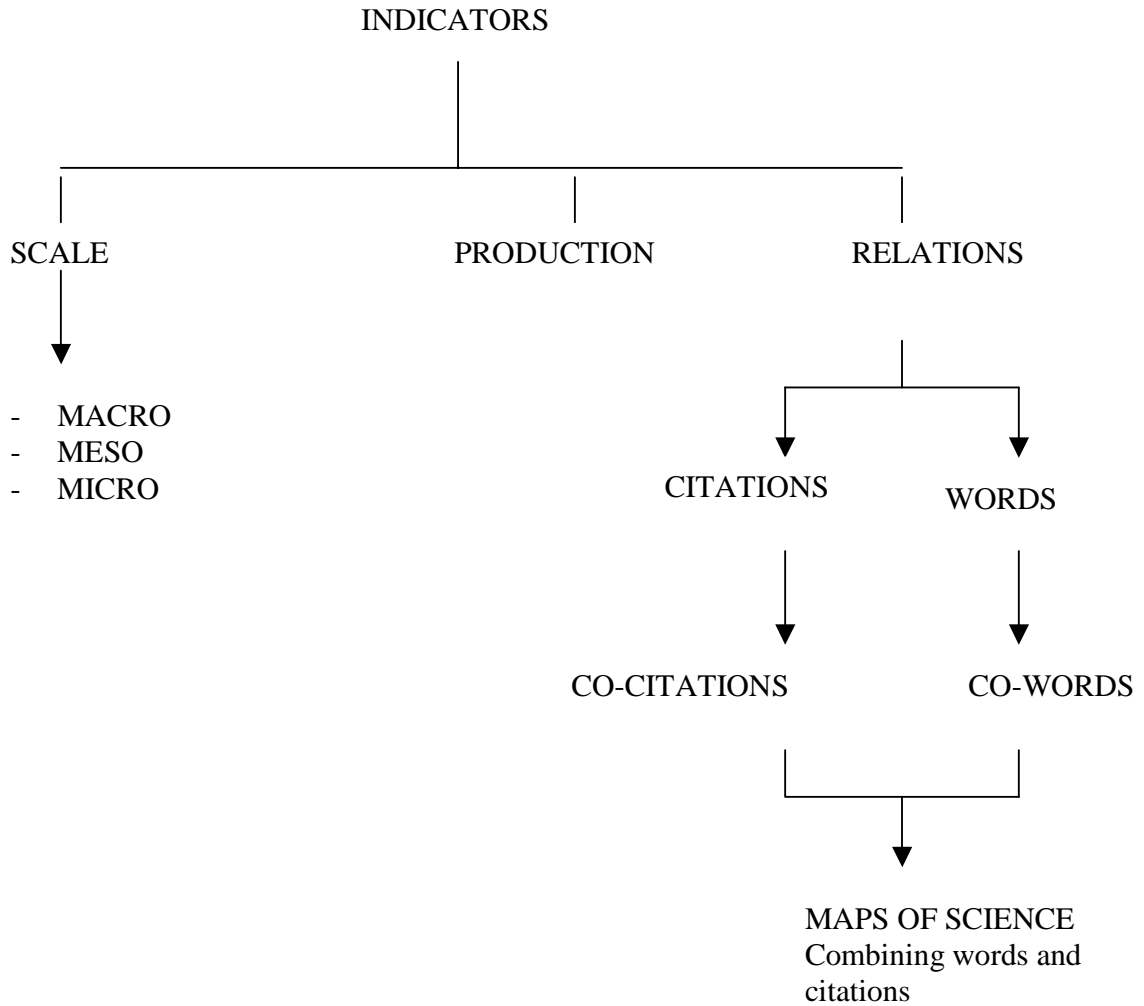 INDICATORS
SCALE
PRODUCTION
RELATIONS
- MACRO
- MESO
- MICRO
CITATIONS
WORDS
CO-CITATIONS
CO-WORDS
MAPS OF SCIENCE
Combining words and
citations